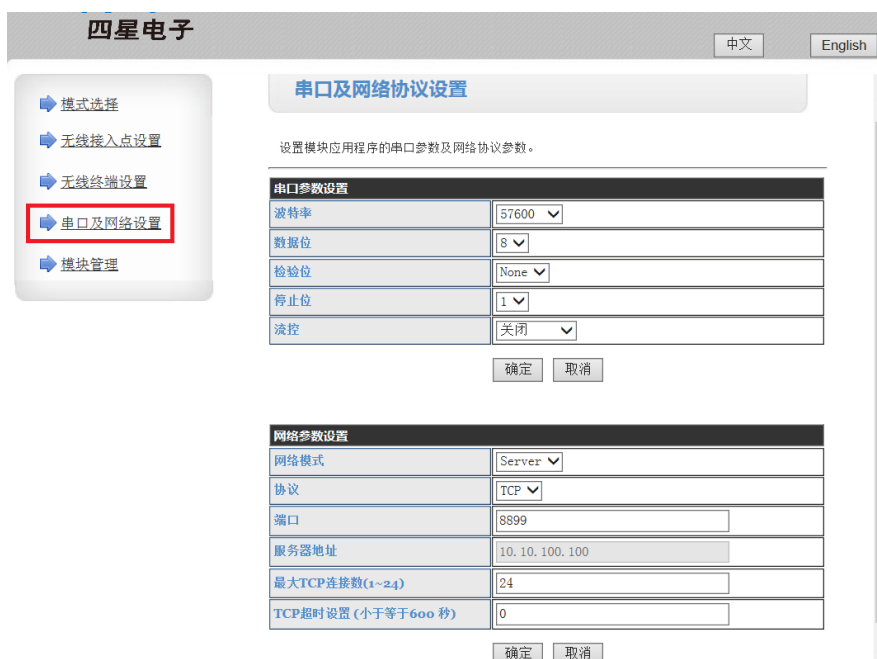 四星电子
中文 English
模式选择
无线接入点设置
无线终端设置
串口及网络设置
模块管理
串口及网络协议设置
设置模块应用程序的串口参数及网络协议参数。
串口参数设置
波特率 57600
数据位 8
检验位 None
停止位 1
流控 关闭
确定 取消
网络参数设置
网络模式 Server
协议 TCP
端口 8899
服务器地址 10.10.100.100
最大TCP连接数(1~24) 24
TCP超时设置 (小于等于600 秒) 0
确定 取消